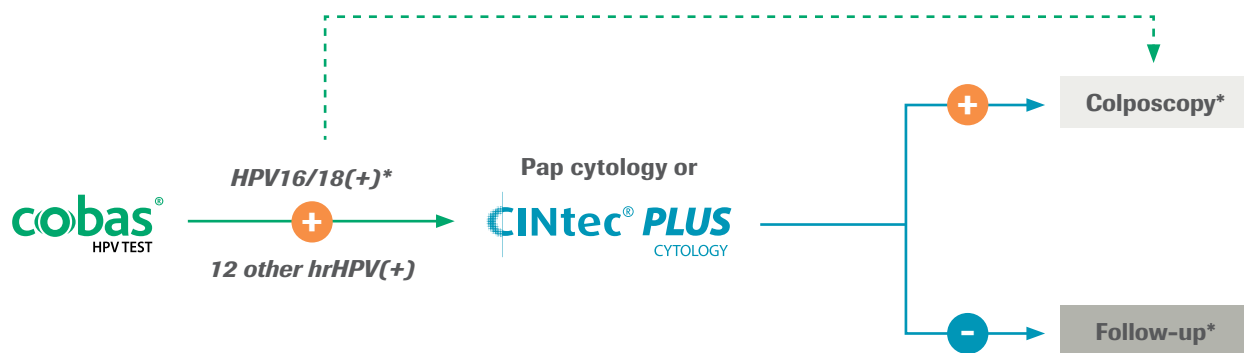 HPV16/18(+)*
cobas®
HPV TEST
+
12 other hrHPV(+)
Pap cytology or
CINtec® PLUS
CYTOLOGY
+
Colposcopy*
-
Follow-up*